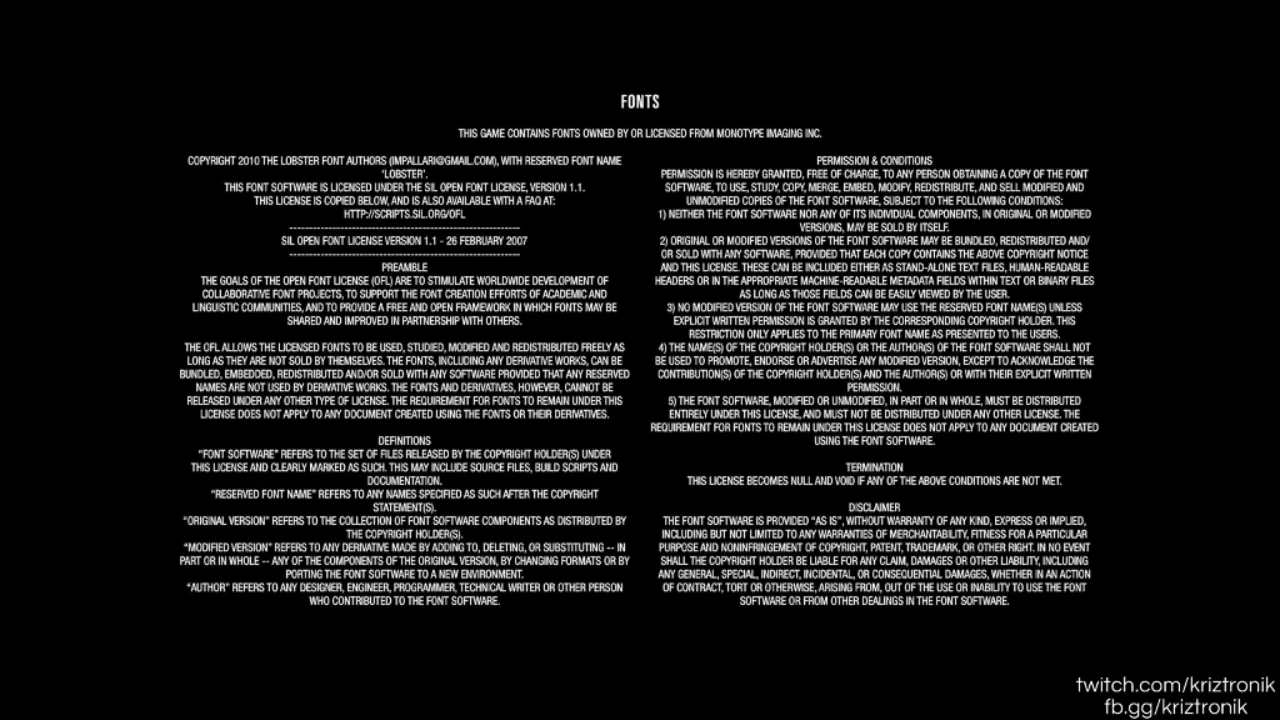 FONTS
THIS GAME CONTAINS FONTS OWNED BY OR LICENSED FROM MONOTYPE IMAGING INC.
COPYRIGHT 2010 THE LOBSTER FONT AUTHORS (IMPALLARI@GMAIL.COM), WITH RESERVED FONT NAME
'LOBSTER'.
THIS FONT SOFTWARE IS LICENSED UNDER THE SIL OPEN FONT LICENSE, VERSION 1.1.
THIS LICENSE IS COPIED BELOW, AND IS ALSO AVAILABLE WITH A FAQ AT:
HTTP://SCRIPTS.SIL.ORG/OFL
-----------------------------------------------------------
SIL OPEN FONT LICENSE VERSION 1.1 - 26 FEBRUARY 2007
-----------------------------------------------------------
PREAMBLE
THE GOALS OF THE OPEN FONT LICENSE (OFL) ARE TO STIMULATE WORLDWIDE DEVELOPMENT OF
COLLABORATIVE FONT PROJECTS, TO SUPPORT THE FONT CREATION EFFORTS OF ACADEMIC AND
LINGUISTIC COMMUNITIES, AND TO PROVIDE A FREE AND OPEN FRAMEWORK IN WHICH FONTS MAY BE
SHARED AND IMPROVED IN PARTNERSHIP WITH OTHERS.
THE OFL ALLOWS THE LICENSED FONTS TO BE USED, STUDIED, MODIFIED AND REDISTRIBUTED FREELY AS
LONG AS THEY ARE NOT SOLD BY THEMSELVES. THE FONTS, INCLUDING ANY DERIVATIVE WORKS, CAN BE
BUNDLED, EMBEDDED, REDISTRIBUTED AND/OR SOLD WITH ANY SOFTWARE PROVIDED THAT ANY RESERVED
NAMES ARE NOT USED BY DERIVATIVE WORKS. THE FONTS AND DERIVATIVES, HOWEVER, CANNOT BE
RELEASED UNDER ANY OTHER TYPE OF LICENSE. THE REQUIREMENT FOR FONTS TO REMAIN UNDER THIS
LICENSE DOES NOT APPLY TO ANY DOCUMENT CREATED USING THE FONTS OR THEIR DERIVATIVES.
DEFINITIONS
"FONT SOFTWARE" REFERS TO THE SET OF FILES RELEASED BY THE COPYRIGHT HOLDER(S) UNDER
THIS LICENSE AND CLEARLY MARKED AS SUCH. THIS MAY INCLUDE SOURCE FILES, BUILD SCRIPTS AND
DOCUMENTATION.
"RESERVED FONT NAME" REFERS TO ANY NAMES SPECIFIED AS SUCH AFTER THE COPYRIGHT
STATEMENT(S).
"ORIGINAL VERSION" REFERS TO THE COLLECTION OF FONT SOFTWARE COMPONENTS AS DISTRIBUTED BY
THE COPYRIGHT HOLDER(S).
"MODIFIED VERSION" REFERS TO ANY DERIVATIVE MADE BY ADDING TO, DELETING, OR SUBSTITUTING -- IN
PART OR IN WHOLE -- ANY OF THE COMPONENTS OF THE ORIGINAL VERSION, BY CHANGING FORMATS OR BY
PORTING THE FONT SOFTWARE TO A NEW ENVIRONMENT.
"AUTHOR" REFERS TO ANY DESIGNER, ENGINEER, PROGRAMMER, TECHNICAL WRITER OR OTHER PERSON
WHO CONTRIBUTED TO THE FONT SOFTWARE.
PERMISSION & CONDITIONS
PERMISSION IS HEREBY GRANTED, FREE OF CHARGE, TO ANY PERSON OBTAINING A COPY OF THE FONT
SOFTWARE, TO USE, STUDY, COPY, MERGE, EMBED, MODIFY, REDISTRIBUTE, AND SELL MODIFIED AND
UNMODIFIED COPIES OF THE FONT SOFTWARE, SUBJECT TO THE FOLLOWING CONDITIONS:
1) NEITHER THE FONT SOFTWARE NOR ANY OF ITS INDIVIDUAL COMPONENTS, IN ORIGINAL OR MODIFIED
VERSIONS, MAY BE SOLD BY ITSELF.
2) ORIGINAL OR MODIFIED VERSIONS OF THE FONT SOFTWARE MAY BE BUNDLED, REDISTRIBUTED AND/
OR SOLD WITH ANY SOFTWARE, PROVIDED THAT EACH COPY CONTAINS THE ABOVE COPYRIGHT NOTICE
AND THIS LICENSE. THESE CAN BE INCLUDED EITHER AS STAND-ALONE TEXT FILES, HUMAN-READABLE
HEADERS OR IN THE APPROPRIATE MACHINE-READABLE METADATA FIELDS WITHIN TEXT OR BINARY FILES
AS LONG AS THOSE FIELDS CAN BE EASILY VIEWED BY THE USER.
3) NO MODIFIED VERSION OF THE FONT SOFTWARE MAY USE THE RESERVED FONT NAME(S) UNLESS
EXPLICIT WRITTEN PERMISSION IS GRANTED BY THE CORRESPONDING COPYRIGHT HOLDER. THIS
RESTRICTION ONLY APPLIES TO THE PRIMARY FONT NAME AS PRESENTED TO THE USERS.
4) THE NAME(S) OF THE COPYRIGHT HOLDER(S) OR THE AUTHOR(S) OF THE FONT SOFTWARE SHALL NOT
BE USED TO PROMOTE, ENDORSE OR ADVERTISE ANY MODIFIED VERSION, EXCEPT TO ACKNOWLEDGE THE
CONTRIBUTION(S) OF THE COPYRIGHT HOLDER(S) AND THE AUTHOR(S) OR WITH THEIR EXPLICIT WRITTEN
PERMISSION.
5) THE FONT SOFTWARE, MODIFIED OR UNMODIFIED, IN PART OR IN WHOLE, MUST BE DISTRIBUTED
ENTIRELY UNDER THIS LICENSE, AND MUST NOT BE DISTRIBUTED UNDER ANY OTHER LICENSE. THE
REQUIREMENT FOR FONTS TO REMAIN UNDER THIS LICENSE DOES NOT APPLY TO ANY DOCUMENT CREATED
USING THE FONT SOFTWARE.
TERMINATION
THIS LICENSE BECOMES NULL AND VOID IF ANY OF THE ABOVE CONDITIONS ARE NOT MET.
DISCLAIMER
THE FONT SOFTWARE IS PROVIDED "AS IS", WITHOUT WARRANTY OF ANY KIND, EXPRESS OR IMPLIED,
INCLUDING BUT NOT LIMITED TO ANY WARRANTIES OF MERCHANTABILITY, FITNESS FOR A PARTICULAR
PURPOSE AND NONINFRINGEMENT OF COPYRIGHT, PATENT, TRADEMARK, OR OTHER RIGHT. IN NO EVENT
SHALL THE COPYRIGHT HOLDER BE LIABLE FOR ANY CLAIM, DAMAGES OR OTHER LIABILITY, INCLUDING
ANY GENERAL, SPECIAL, INDIRECT, INCIDENTAL, OR CONSEQUENTIAL DAMAGES, WHETHER IN AN ACTION
OF CONTRACT, TORT OR OTHERWISE, ARISING FROM, OUT OF THE USE OR INABILITY TO USE THE FONT
SOFTWARE OR FROM OTHER DEALINGS IN THE FONT SOFTWARE.
twitch.com/kriztronik
fb.gg/kriztronik